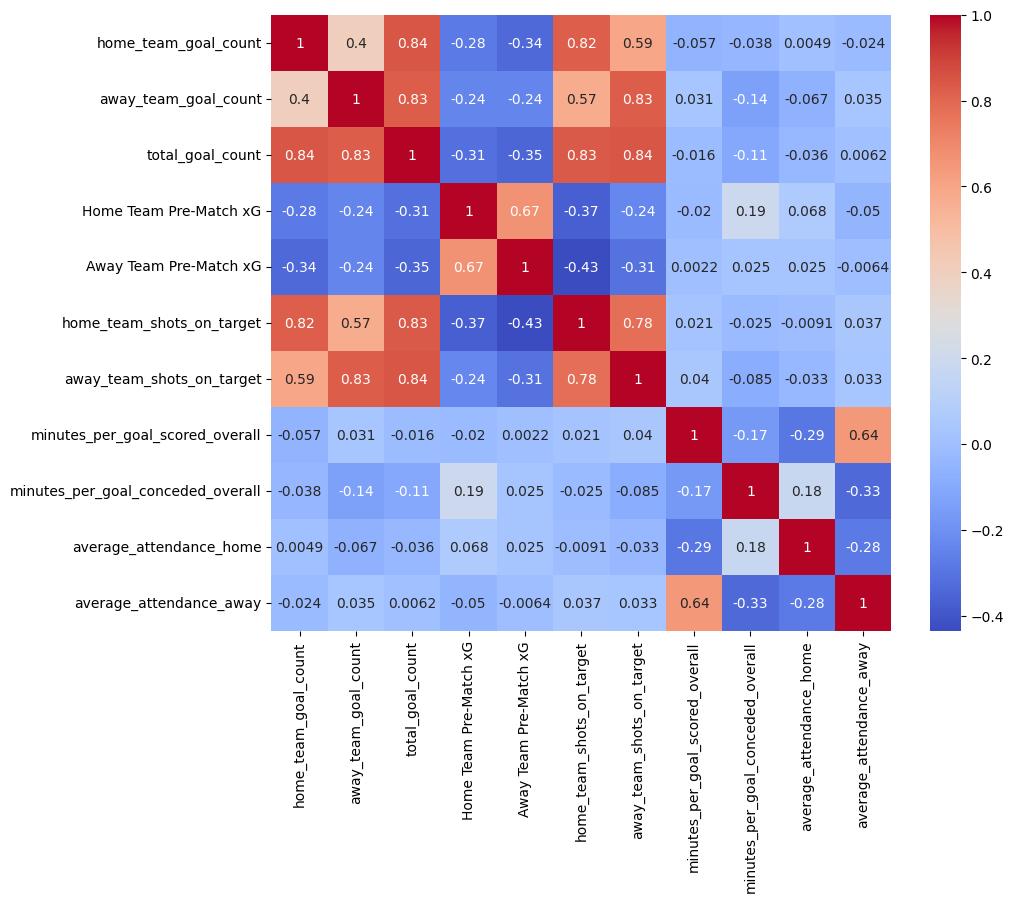 home_team_goal_count 1 0.4 0.84 -0.28 -0.34 0.82 0.59 -0.057 -0.038 0.0049 -0.024
away_team_goal_count 0.4 1 0.83 -0.24 -0.24 0.57 0.83 0.031 -0.14 -0.067 0.035
total_goal_count 0.84 0.83 1 -0.31 -0.35 0.83 0.84 -0.016 -0.11 -0.036 0.0062
Home Team Pre-Match xG -0.28 -0.24 -0.31 1 0.67 -0.37 -0.24 -0.02 0.19 0.068 -0.05
Away Team Pre-Match xG -0.34 -0.24 -0.35 0.67 1 -0.43 -0.31 0.0022 0.025 0.025 -0.0064
home_team_shots_on_target 0.82 0.57 0.83 -0.37 -0.43 1 0.78 0.021 -0.025 -0.0091 0.037
away_team_shots_on_target 0.59 0.83 0.84 -0.24 -0.31 0.78 1 0.04 -0.085 -0.033 0.033
minutes_per_goal_scored_overall -0.057 0.031 -0.016 -0.02 0.0022 0.021 0.04 1 -0.17 -0.29 0.64
minutes_per_goal_conceded_overall -0.038 -0.14 -0.11 0.19 0.025 -0.025 -0.085 -0.17 1 0.18 -0.33
average_attendance_home 0.0049 -0.067 -0.036 0.068 0.025 -0.0091 -0.033 -0.29 0.18 1 -0.28
average_attendance_away -0.024 0.035 0.0062 -0.05 -0.0064 0.037 0.033 0.64 -0.33 -0.28 1
home_team_goal_count
away_team_goal_count
total_goal_count
Home Team Pre-Match xG
Away Team Pre-Match xG
home_team_shots_on_target
away_team_shots_on_target
minutes_per_goal_scored_overall
minutes_per_goal_conceded_overall
average_attendance_home
average_attendance_away
1.0
0.8
0.6
0.4
0.2
0.0
−0.2
−0.4